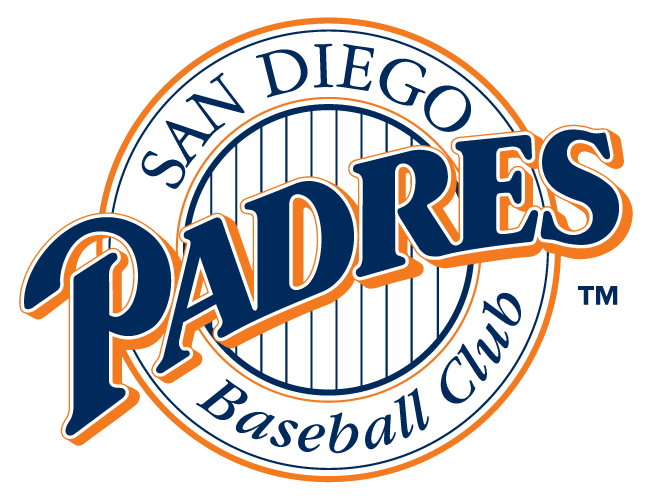 SAN DIEGO
PADRES
TM
Baseball Club